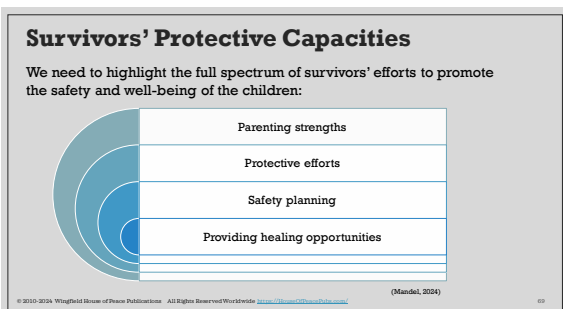 Survivors' Protective Capacities
We need to highlight the full spectrum of survivors' efforts to promote
the safety and well-being of the children:
Parenting strengths
Protective efforts
Safety planning
Providing healing opportunities
(Mandel, 2024)
© 2010-2024 Wingfield House of Peace Publications All Rights Reserved Worldwide https://HouseOfPeacePubs.com/ 69